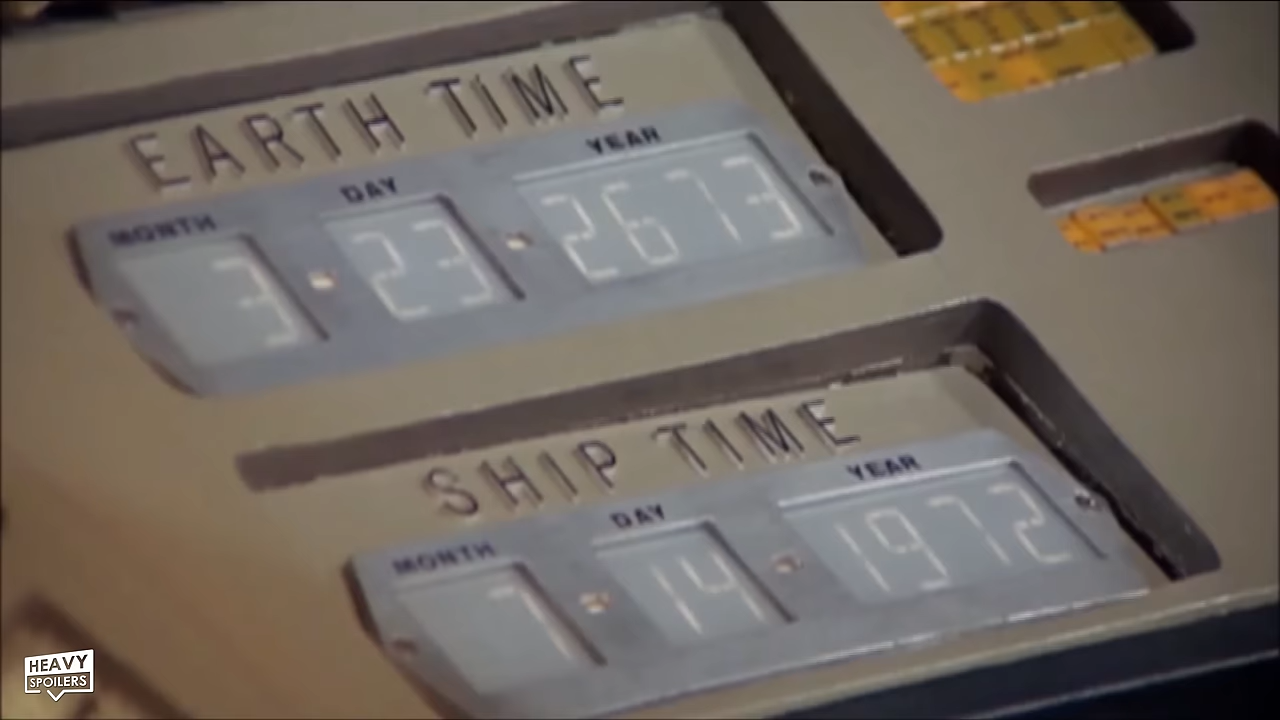 EARTH TIME
MONTH DAY YEAR
3 23 2673
SHIP TIME
MONTH DAY YEAR
7 14 1972
HEAVY
SPOILERS